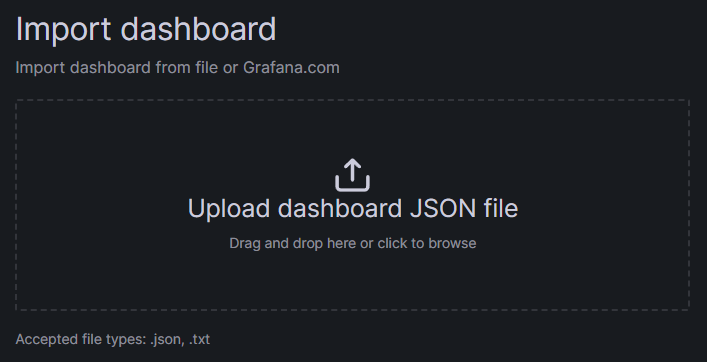 Import dashboard
Import dashboard from file or Grafana.com
Upload dashboard JSON file
Drag and drop here or click to browse
Accepted file types: .json, .txt